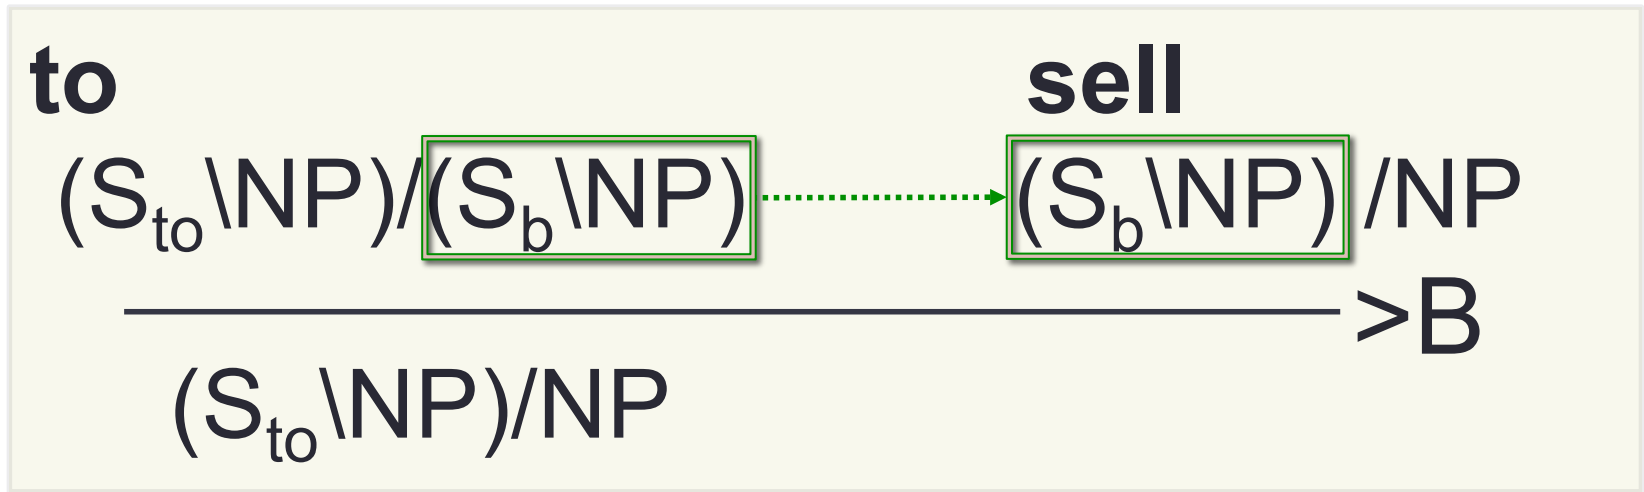 to sell
(S_to\NP)/(S_b\NP) (S_b\NP) /NP
>B
(S_to\NP)/NP